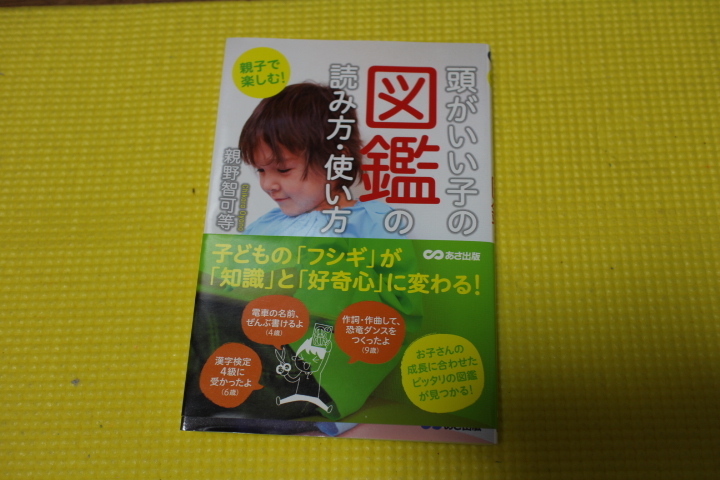 親子で
楽しむ!
頭がいい子の
図鑑の
読み方・使い方
親野智可等
あさ出版
子どもの「フシギ」が
「知識」と「好奇心」に変わる!
電車の名前、
ぜんぶ書けるよ
(4歳)
作詞・作曲して、
恐竜ダンスを
つくったよ
(9歳)
漢字検定
4級に
受かったよ
(6歳)
お子さんの
成長に合わせた
ピッタリの図鑑
が見つかる!
あさ出版